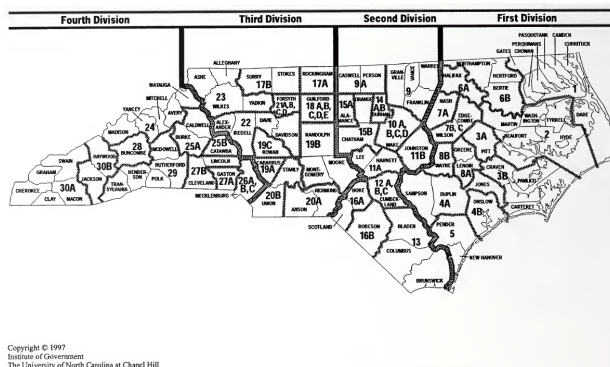 Fourth Division
Third Division
Second Division
First Division
PASQUOTANK CAMDEN
PERQUIMANS CURRITUCK
GATES CHOWAN
ALLEGHANY
ASHE
SURRY
17B
STOKES
ROCKINGHAM
17A
CASWELL PERSON
9A
GRAN-
VILLE
VANCE
WARREN
9
NORTHAMPTON
HALIFAX
6A
HERTFORD
BERTIE
6B
1
WATAUGA
23
WILKES
YADKIN
FORSYTH
21A, B,
C, D
GUILFORD
18 A, B,
C, D, E
15A
ALA-
MANCE
ORANGE
14
A, B
DURHAM
FRANKLIN
NASH
7A
EDGE-
COMBE
7B, C
WILSON
MARTIN
WASH-
INGTON
TYRRELL
DARE
MITCHELL
AVERY
YANCEY
24
MADISON
CALDWELL
ALEX-
ANDER
22
IREDELL
DAVIE
DAVIDSON
RANDOLPH
19B
15B
CHATHAM
10 A,
B, C, D
WAKE
JOHNSTON
11B
3A
PITT
BEAUFORT
2
HYDE
28
BUNCOMBE
MCDOWELL
BURKE
25A
25B
CATAWBA
19C
ROWAN
8B
WAYNE
GREENE
LENOIR
8A
CRAVEN
3B
PAMLICO
SWAIN
HAYWOOD
30B
GRAHAM
JACKSON
HENDER-
SON
TRAN-
SYLVANIA
RUTHERFORD
29
POLK
LINCOLN
27B
CLEVELAND
GASTON
27A
26A
B, C
MECKLENBURG
CABARRUS
19A
STANLY
MONT-
GOMERY
MOORE
LEE
HARNETT
11A
JONES
CHEROKEE
30A
CLAY
MACON
20B
UNION
ANSON
RICHMOND
20A
HOKE
16A
12 A,
B, C
CUMBER-
LAND
SAMPSON
DUPLIN
4A
ONSLOW
4B
CARTERET
SCOTLAND
ROBESON
16B
BLADEN
13
COLUMBUS
PENDER
5
NEW HANOVER
BRUNSWICK
Copyright © 1997
Institute of Government
The University of North Carolina at Chapel Hill